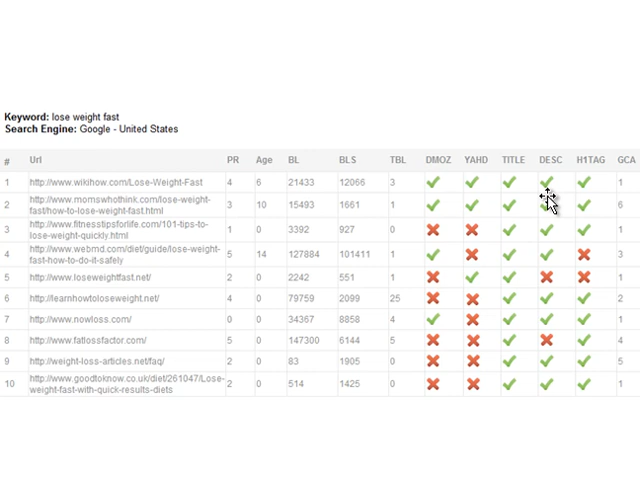 Keyword: lose weight fast
Search Engine: Google - United States
# Url PR Age BL BLS TBL DMOZ YAHD TITLE DESC H1TAG GCA
1 http://www.wikihow.com/Lose-Weight-Fast 4 6 21433 12066 3 1
2 http://www.momswhothink.com/lose-weight-
fast/how-to-lose-weight-fast.html 3 10 15493 1661 1 6
3 http://www.fitnesstipsforlife.com/101-tips-to-
lose-weight-quickly.html 1 0 3392 927 0 1
4 http://www.webmd.com/diet/guide/lose-weight-
fast-how-to-do-it-safely 5 14 127884 101411 1 3
5 http://www.loseweightfast.net/ 2 0 2242 551 1 1
6 http://learnhowtoloseweight.net/ 4 0 79759 2099 25 2
7 http://www.nowloss.com/ 0 0 34367 8858 4 1
8 http://www.fatlossfactor.com/ 5 0 147300 6144 5 4
9 http://weight-loss-articles.net/faq/ 2 0 83 1905 0 5
10 http://www.goodtoknow.co.uk/diet/261047/Lose-
weight-fast-with-quick-results-diets 2 0 514 1425 0 1